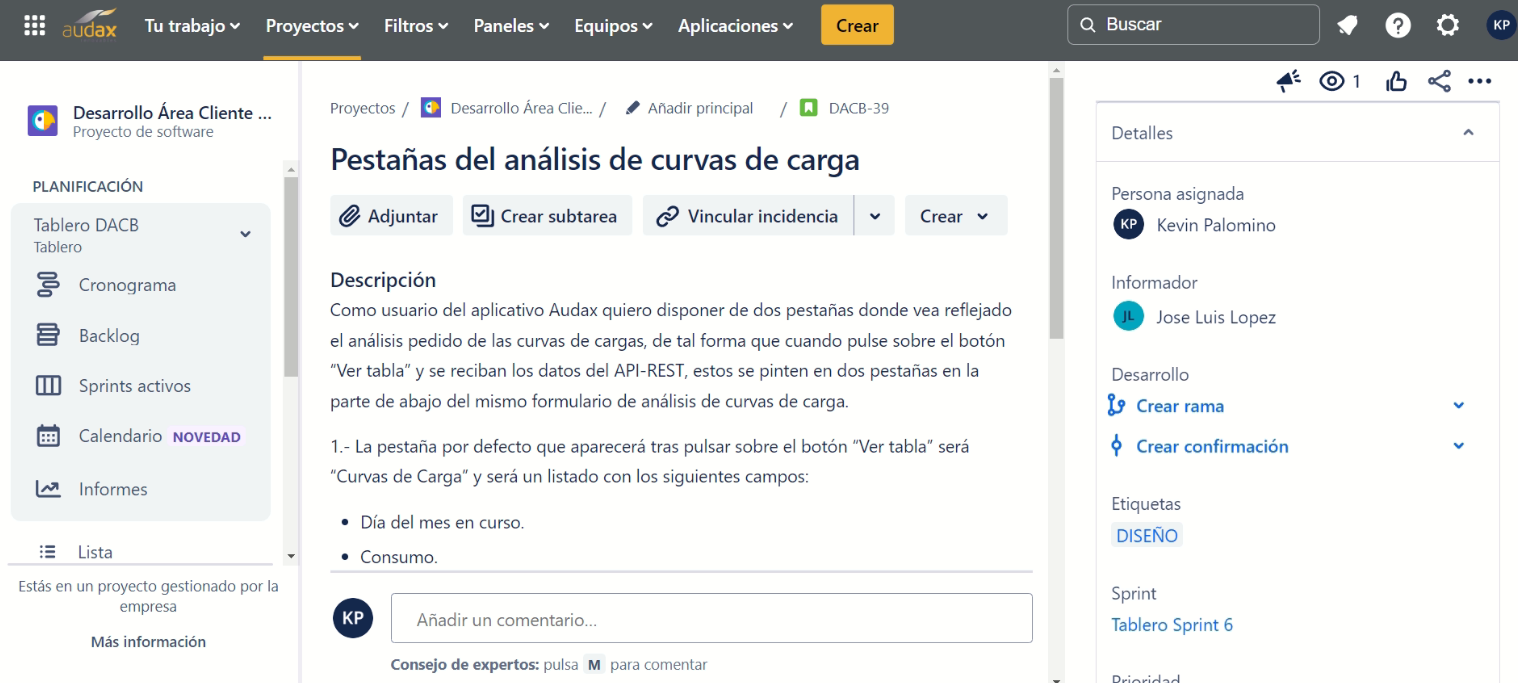 audax
Tu trabajo
Proyectos
Filtros
Paneles
Equipos
Aplicaciones
Crear
Buscar
KP
Desarrollo Área Cliente ...
Proyecto de software
PLANIFICACIÓN
Tablero DACB
Tablero
Cronograma
Backlog
Sprints activos
Calendario NOVEDAD
Informes
Lista
Estás en un proyecto gestionado por la
empresa
Más información
Proyectos / Desarrollo Área Clie... / Añadir principal / DACB-39
Pestañas del análisis de curvas de carga
Adjuntar
Crear subtarea
Vincular incidencia
Crear
Descripción
Como usuario del aplicativo Audax quiero disponer de dos pestañas donde vea reflejado
el análisis pedido de las curvas de cargas, de tal forma que cuando pulse sobre el botón
“Ver tabla” y se reciban los datos del API-REST, estos se pinten en dos pestañas en la
parte de abajo del mismo formulario de análisis de curvas de carga.
1.- La pestaña por defecto que aparecerá tras pulsar sobre el botón “Ver tabla” será
“Curvas de Carga” y será un listado con los siguientes campos:
• Día del mes en curso.
• Consumo.
KP
Añadir un comentario...
Consejo de expertos: pulsa M para comentar
1
Detalles
Persona asignada
KP Kevin Palomino
Informador
JL Jose Luis Lopez
Desarrollo
Crear rama
Crear confirmación
Etiquetas
DISEÑO
Sprint
Tablero Sprint 6
Prioridad